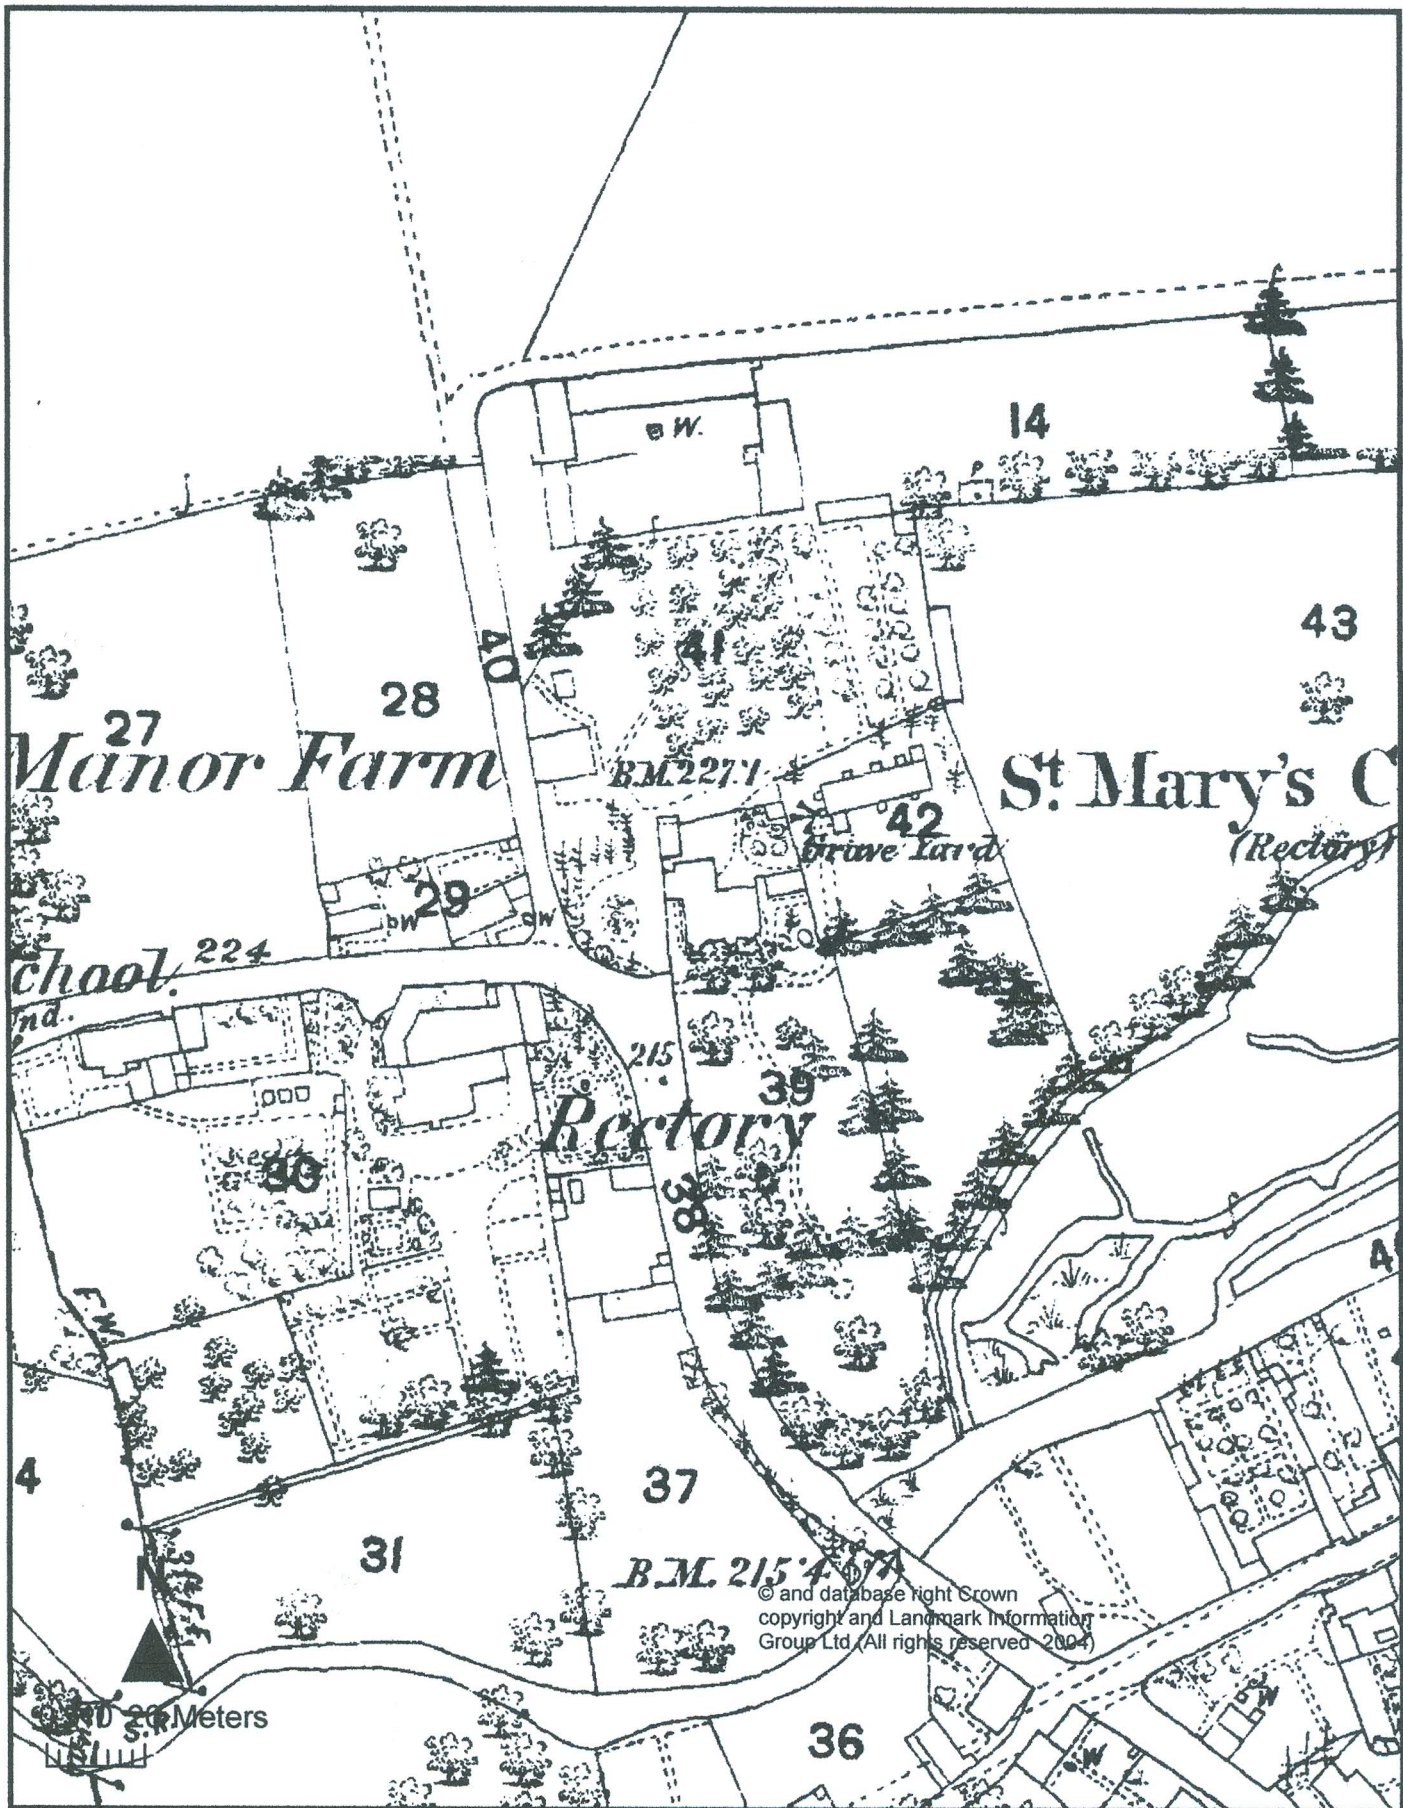 14
W.
43
41
40
28
27
Manor Farm
B.M.227.1
St. Mary's C
42
Grave Yard
(Rectory)
29
W
W
224
chool.
nd.
215
39
Rectory
30
38
F.W.
4
37
31
B.M. 215.4
© and database right Crown
copyright and Landmark Information
Group Ltd (All rights reserved 2004)
N
20 Meters
S.R.
36
W
W